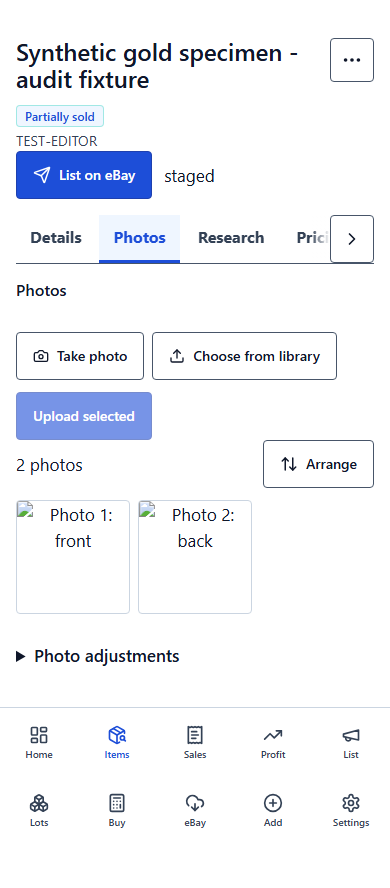 Synthetic gold specimen -
audit fixture
Partially sold
TEST-EDITOR
List on eBay
staged
Details
Photos
Research
Photos
Take photo
Choose from library
Upload selected
2 photos
Arrange
Photo 1:
front
Photo 2:
back
Photo adjustments
Home
Items
Sales
Profit
List
Lots
Buy
eBay
Add
Settings